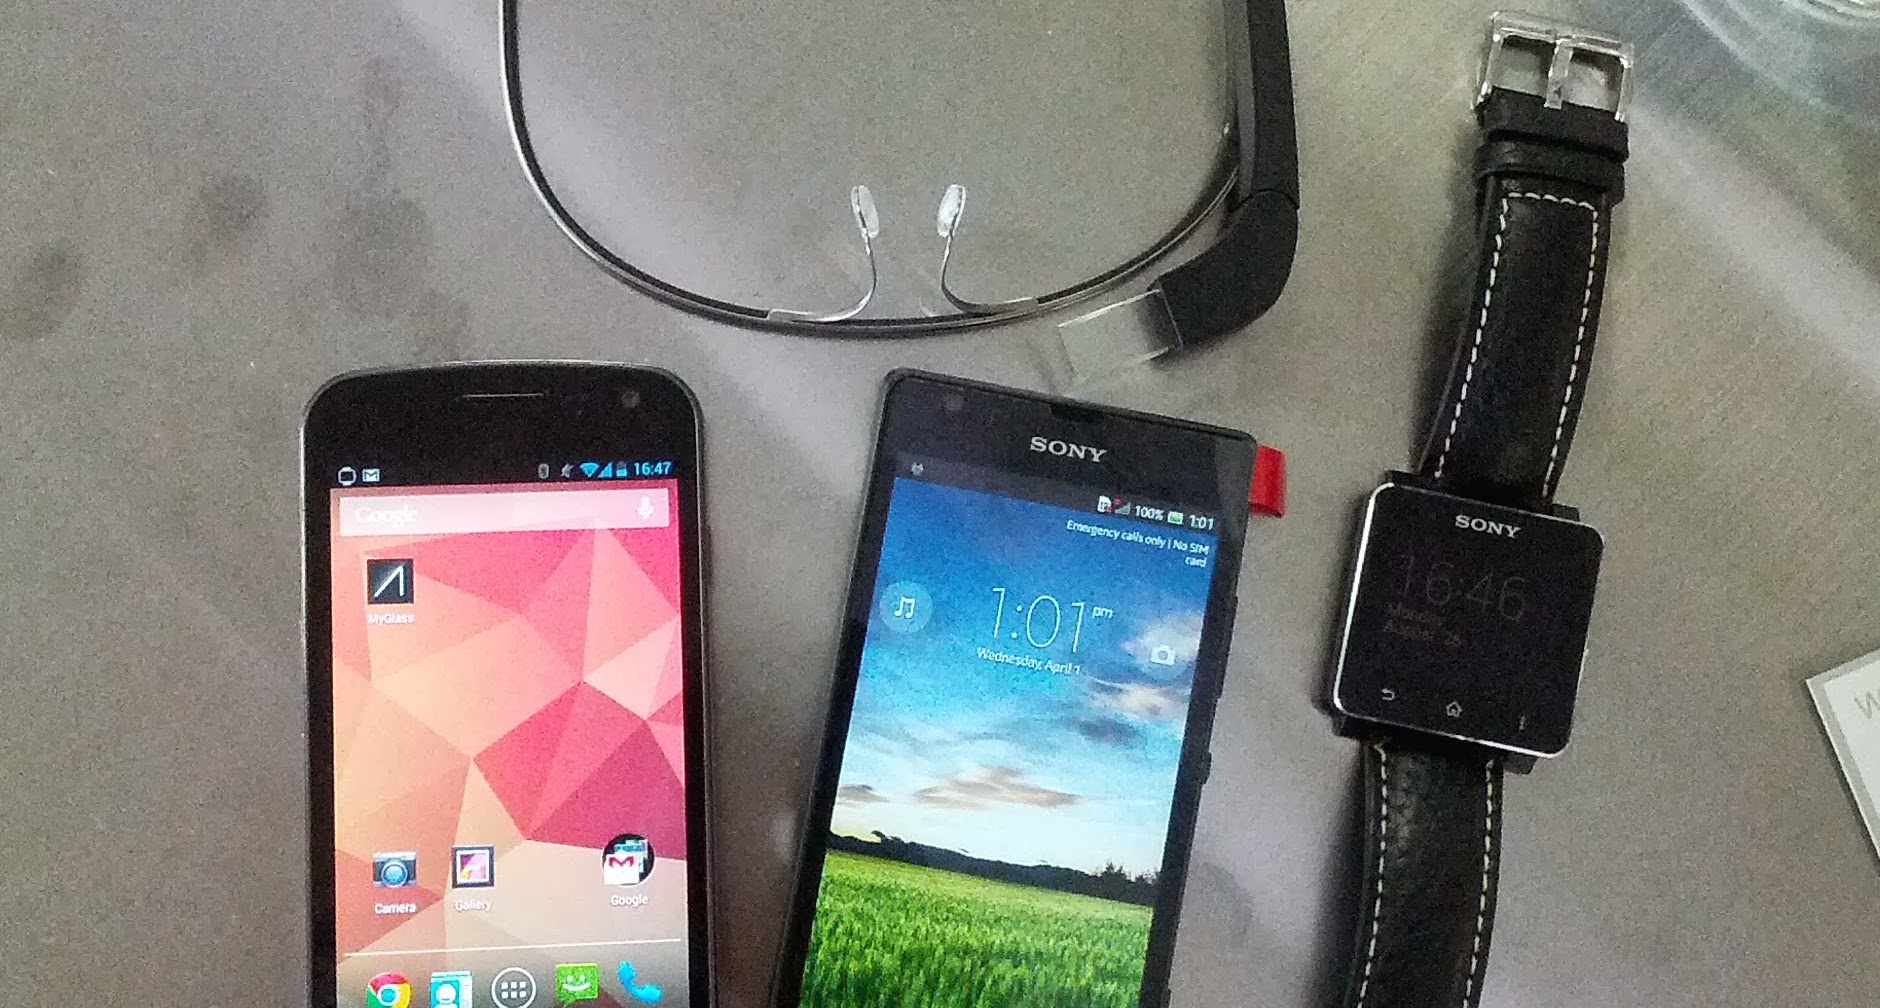 16:47
Google
MyGlass
Camera
Gallery
Google
SONY
100% 1:01
Emergency calls only | No SIM
card
1:01 pm
Wednesday, April 1
SONY
16:46
Monday
August 26
W